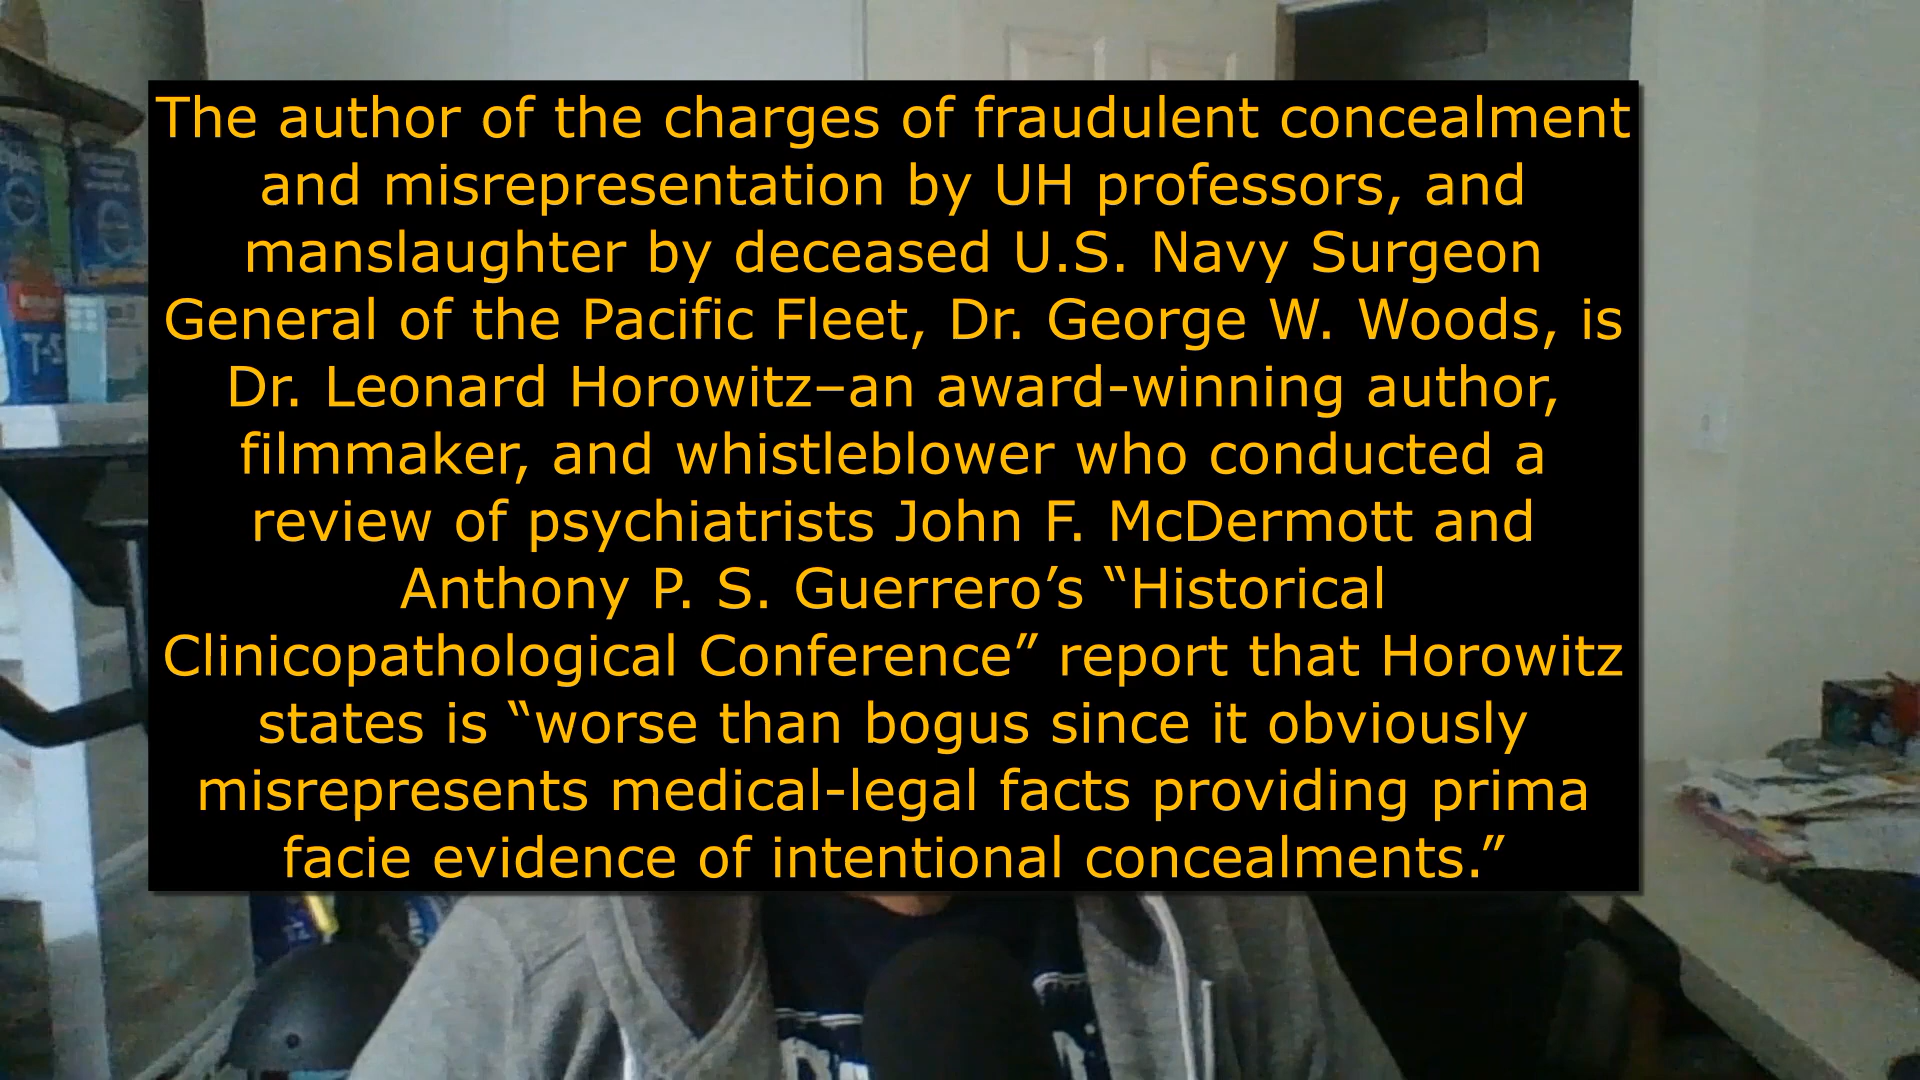 The author of the charges of fraudulent concealment
and misrepresentation by UH professors, and
manslaughter by deceased U.S. Navy Surgeon
General of the Pacific Fleet, Dr. George W. Woods, is
Dr. Leonard Horowitz–an award-winning author,
filmmaker, and whistleblower who conducted a
review of psychiatrists John F. McDermott and
Anthony P. S. Guerrero’s “Historical
Clinicopathological Conference” report that Horowitz
states is “worse than bogus since it obviously
misrepresents medical-legal facts providing prima
facie evidence of intentional concealments.”